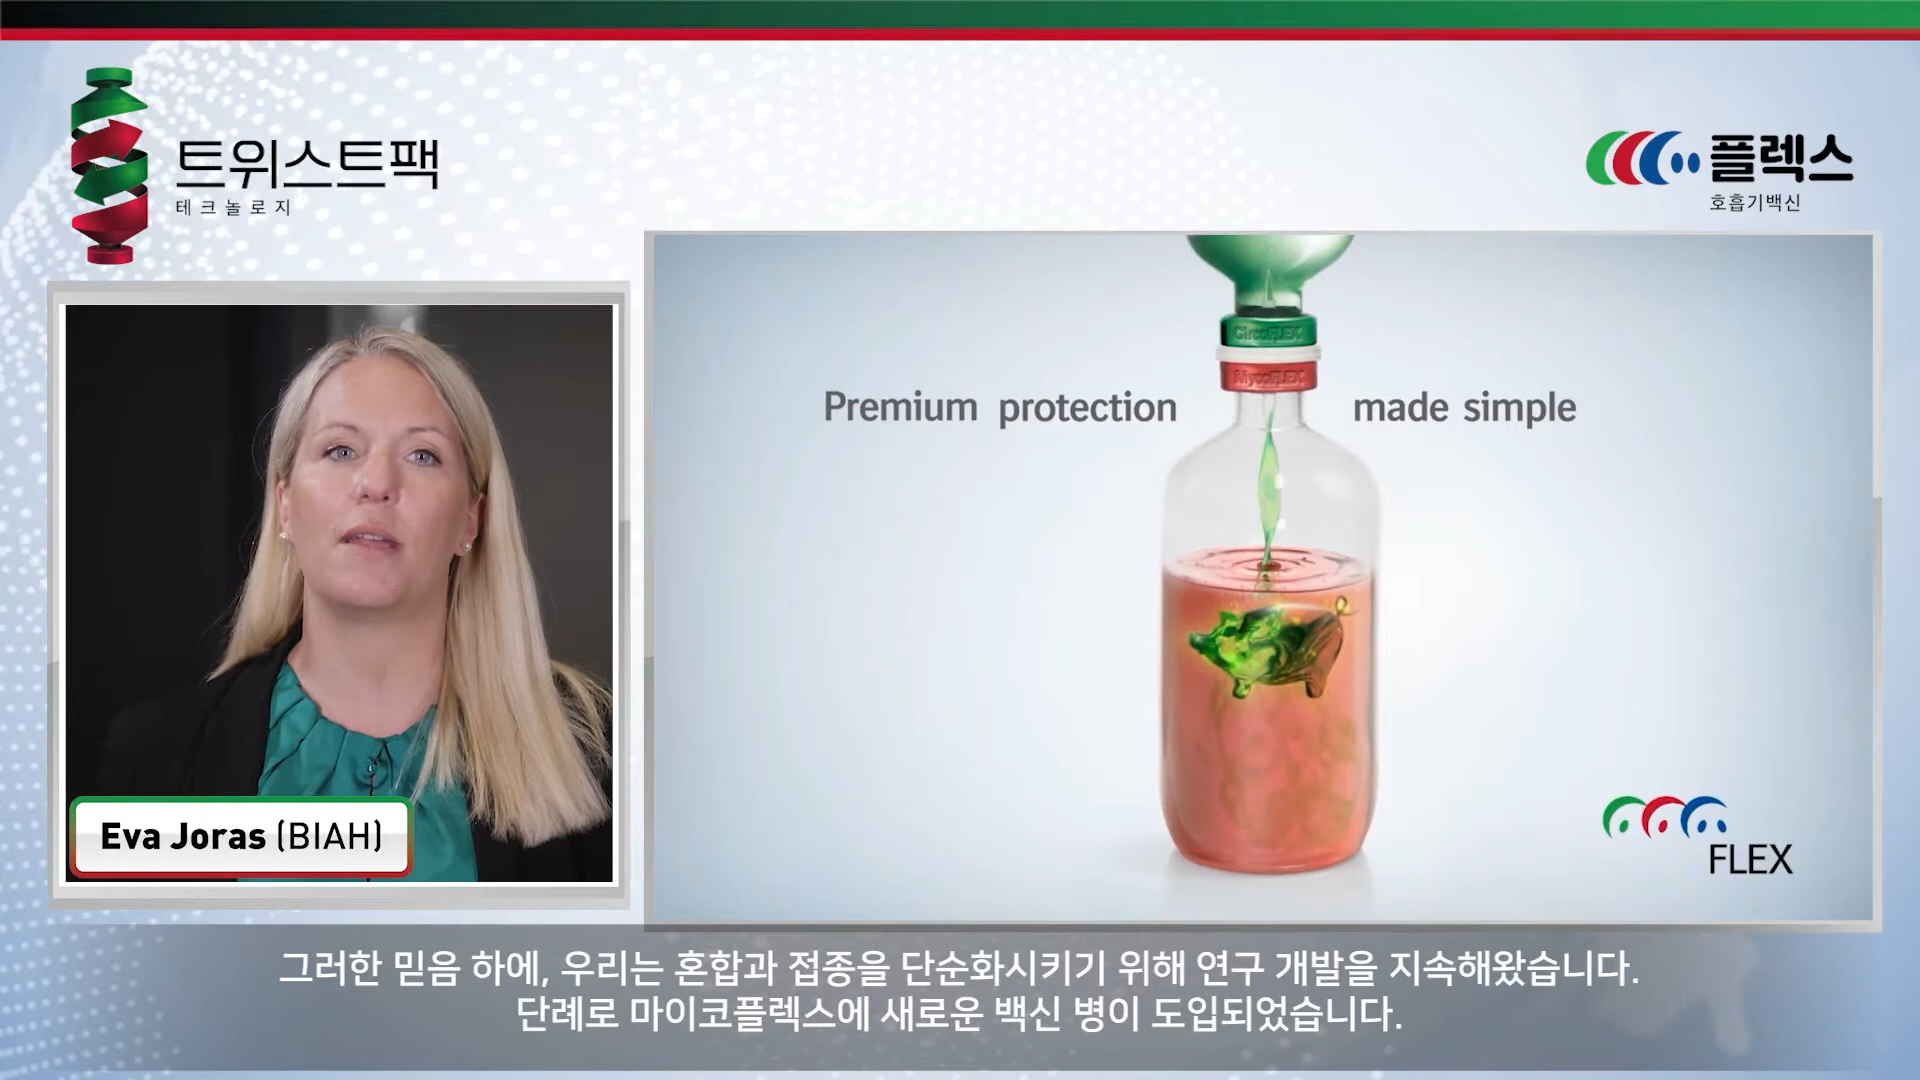 트위스트팩
테크놀로지
플렉스
호흡기백신
CircoFLEX
MycoFLEX
Premium protection made simple
FLEX
Eva Joras (BIAH)
그러한 믿음 하에, 우리는 혼합과 접종을 단순화시키기 위해 연구 개발을 지속해왔습니다.
단례로 마이코플렉스에 새로운 백신 병이 도입되었습니다.